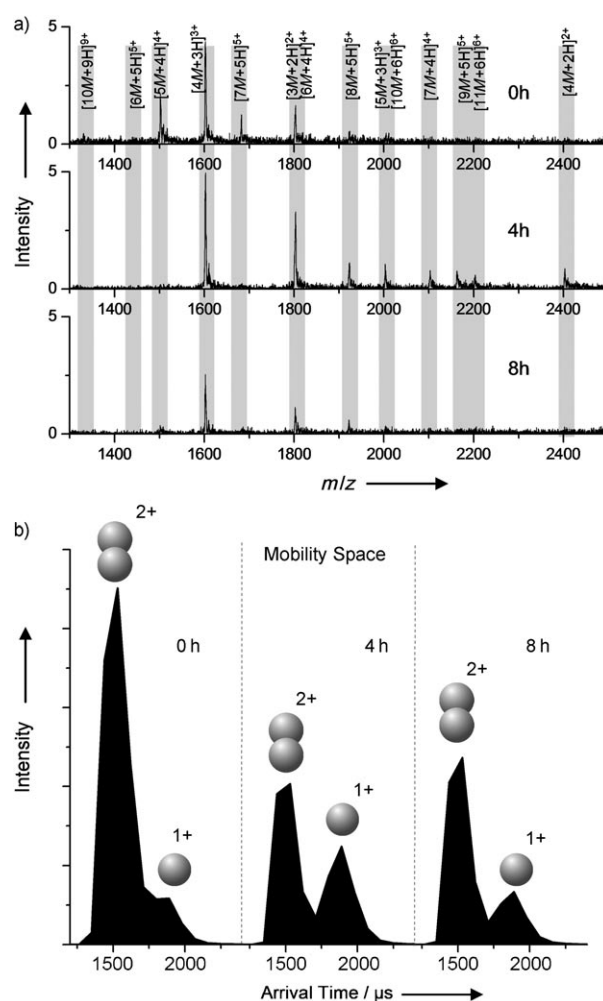 a)
[10M+9H]⁹⁺
[6M+5H]⁵⁺
[5M+4H]⁴⁺
[4M+3H]³⁺
[7M+5H]⁵⁺
[3M+2H]²⁺
[6M+4H]⁴⁺
[8M+5H]⁵⁺
[5M+3H]³⁺
[10M+6H]⁶⁺
[7M+4H]⁴⁺
[9M+5H]⁵⁺
[11M+6H]⁶⁺
[4M+2H]²⁺
5
0h
0
1400 1600 1800 2000 2200 2400
5
4h
0
1400 1600 1800 2000 2200 2400
5
8h
0
1400 1600 1800 2000 2200 2400
Intensity
m/z
b)
Mobility Space
2+
0 h
1+
4 h
2+
1+
8 h
2+
1+
Intensity
1500 2000 1500 2000 1500 2000
Arrival Time / µs